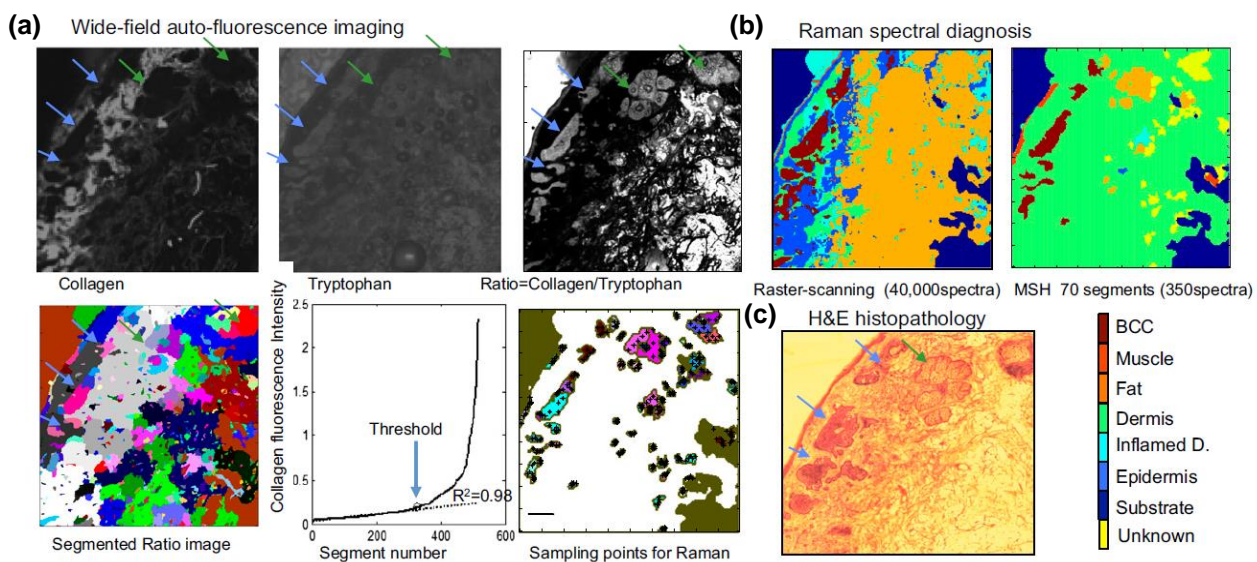 (a)
Wide-field auto-fluorescence imaging
Collagen
Tryptophan
Ratio=Collagen/Tryptophan
Segmented Ratio image
Collagen fluorescence Intensity
2.5
2
1.5
1
0.5
0
Threshold
R²=0.98
0 200 400 600
Segment number
Sampling points for Raman
(b)
Raman spectral diagnosis
Raster-scanning (40,000spectra)
MSH 70 segments (350spectra)
(c)
H&E histopathology
BCC
Muscle
Fat
Dermis
Inflamed D.
Epidermis
Substrate
Unknown